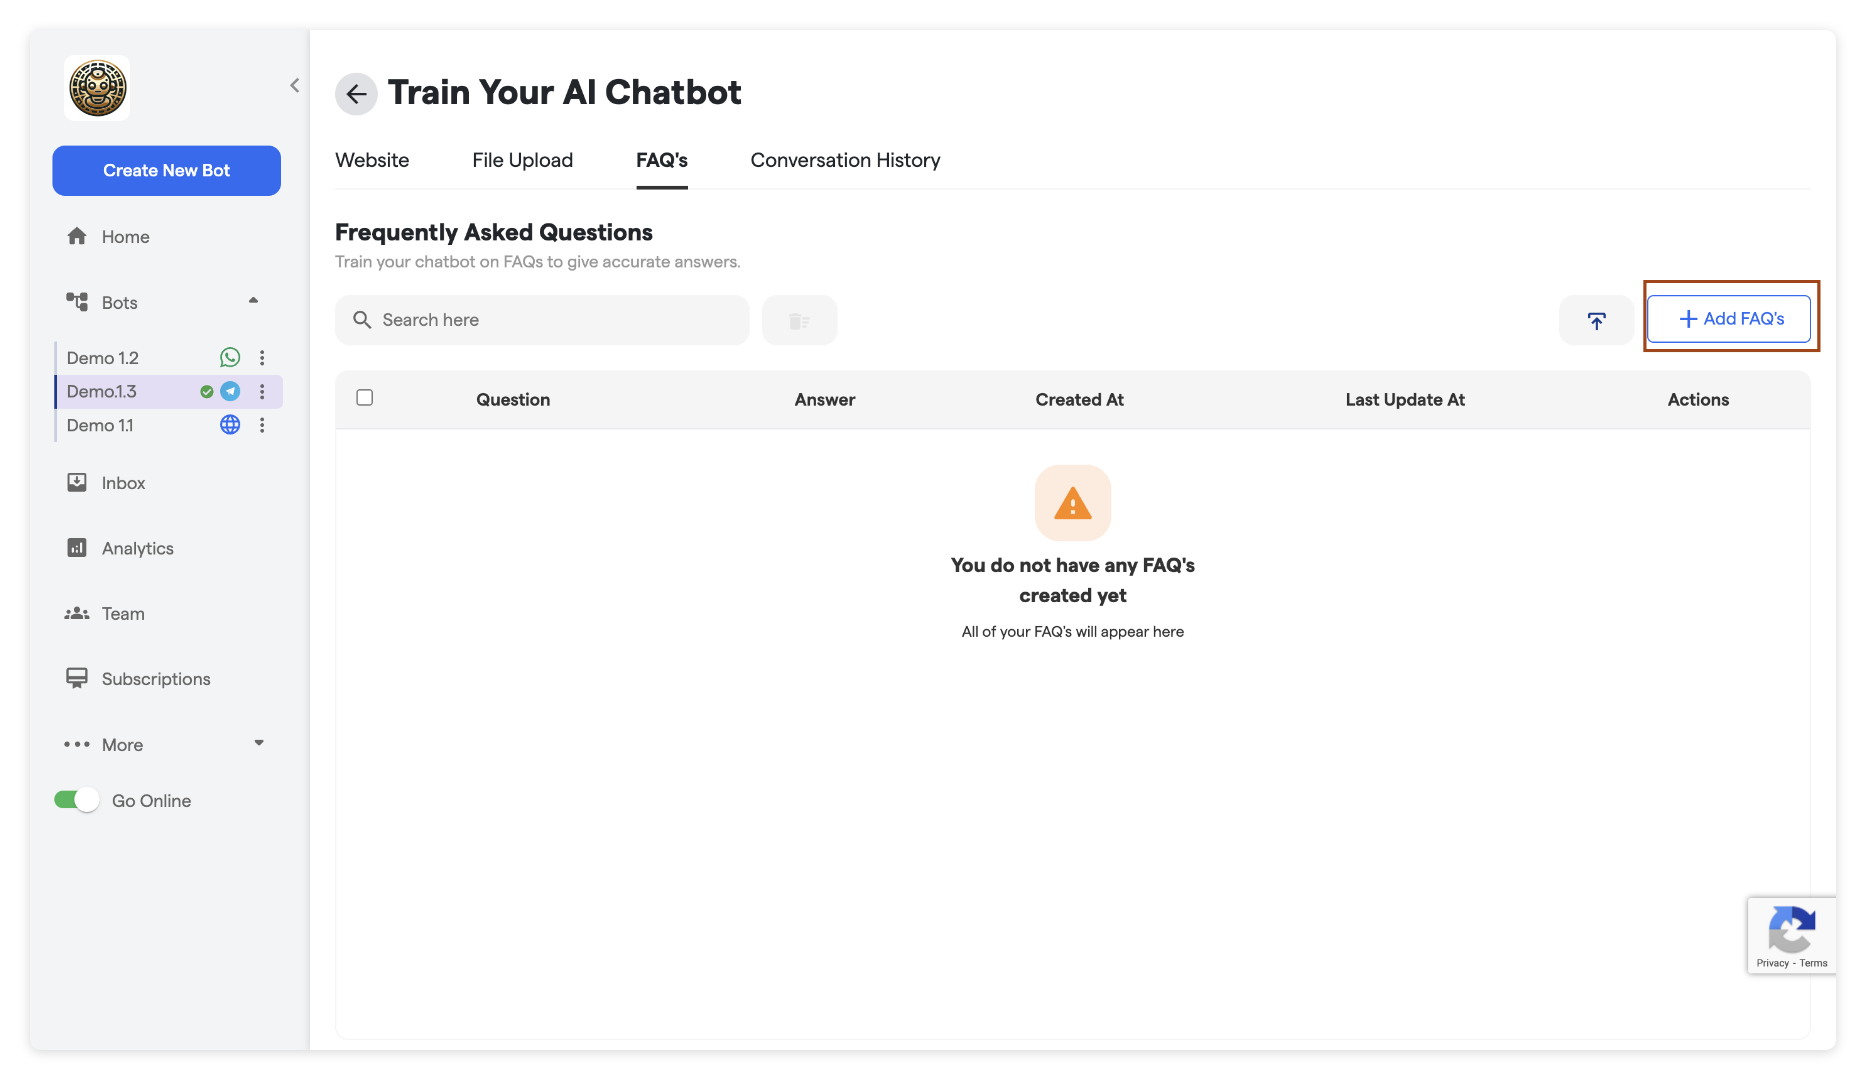 Create New Bot
Home
Bots
Demo 1.2
Demo.1.3
Demo 1.1
Inbox
Analytics
Team
Subscriptions
More
Go Online
Train Your AI Chatbot
Website File Upload FAQ's Conversation History
Frequently Asked Questions
Train your chatbot on FAQs to give accurate answers.
Search here
Add FAQ's
Question Answer Created At Last Update At Actions
You do not have any FAQ's
created yet
All of your FAQ's will appear here
Privacy - Terms